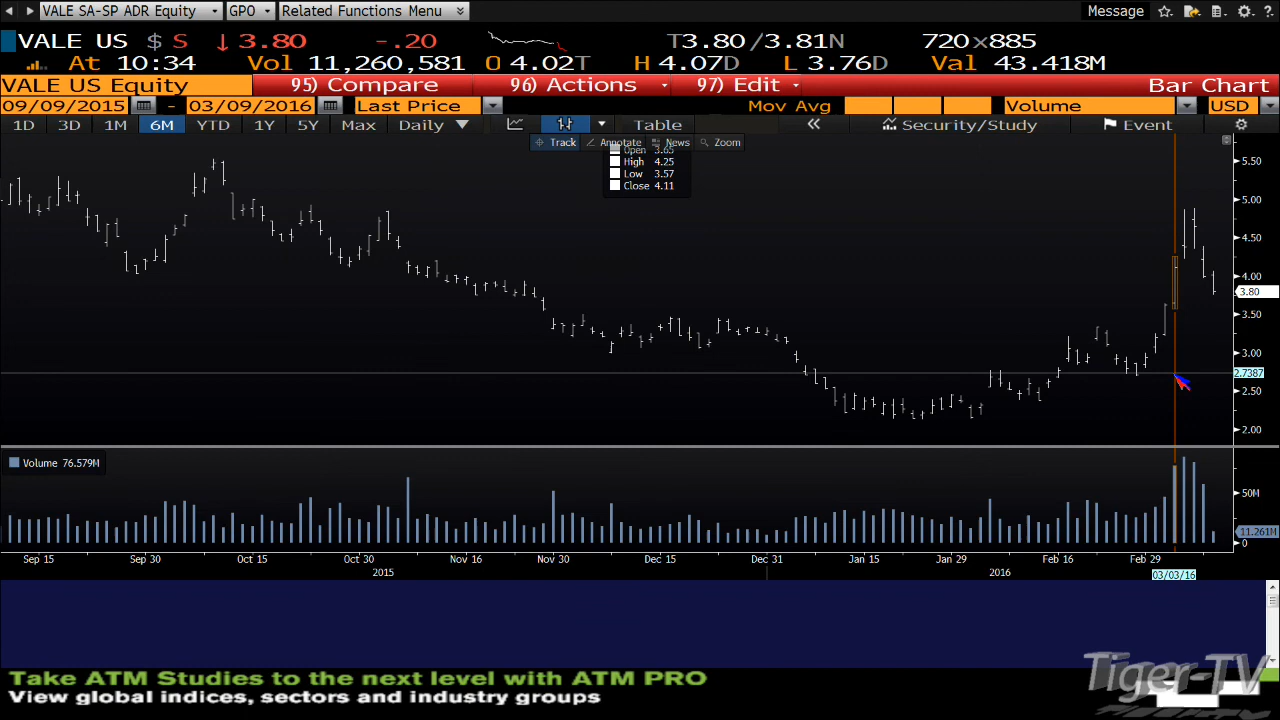 VALE SA-SP ADR Equity GPO Related Functions Menu Message ?
VALE US $ S ↓ 3.80 -.20 T3.80 / 3.81N 720 x 885
At 10:34 Vol 11,260,581 O 4.02T H 4.07D L 3.76D Val 43.418M
VALE US Equity 95) Compare 96) Actions 97) Edit Bar Chart
09/09/2015 - 03/09/2016 Last Price Mov Avg Volume USD
1D 3D 1M 6M YTD 1Y 5Y Max Daily Table « Security/Study Event
Track Annotate News Zoom
Open 3.65
High 4.25
Low 3.57
Close 4.11
5.50
5.00
4.50
4.00
3.80
3.50
3.00
2.7387
2.50
2.00
Volume 76.579M
50M
11.261M
0
Sep 15 Sep 30 Oct 15 Oct 30 Nov 16 Nov 30 Dec 15 Dec 31 Jan 15 Jan 29 Feb 16 Feb 29
2015 2016 03/03/16
Take ATM Studies to the next level with ATM PRO
View global indices, sectors and industry groups
Tiger-TV